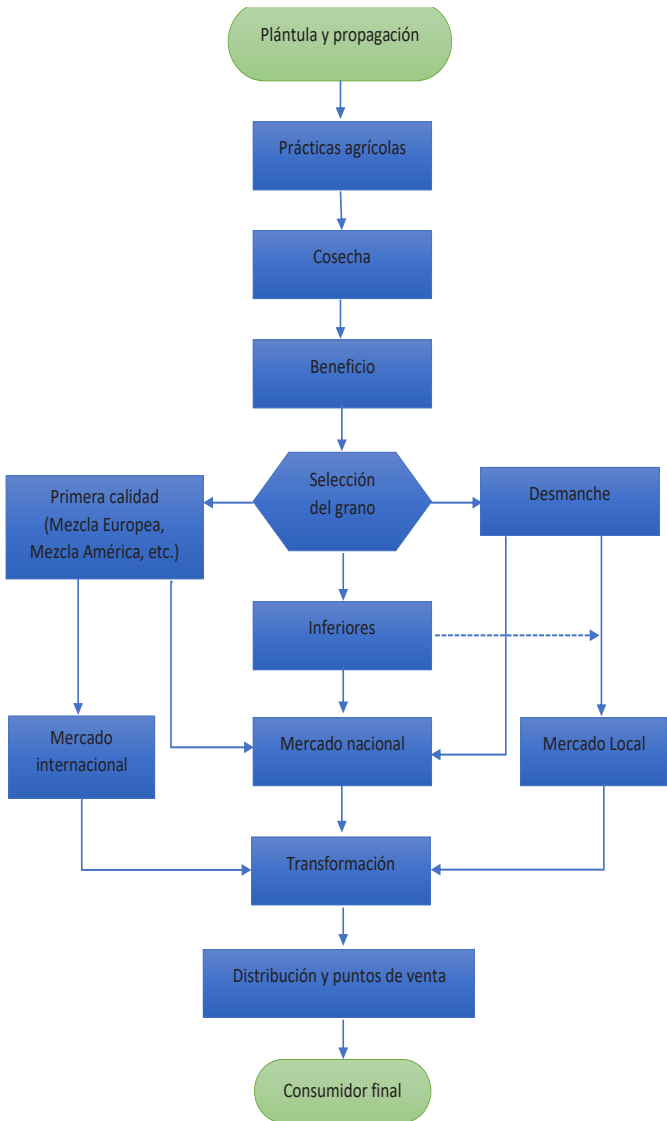 Plántula y propagación
Prácticas agrícolas
Cosecha
Beneficio
Selección
del grano
Primera calidad
(Mezcla Europea,
Mezcla América, etc.)
Desmanche
Inferiores
Mercado
internacional
Mercado nacional
Mercado Local
Transformación
Distribución y puntos de venta
Consumidor final